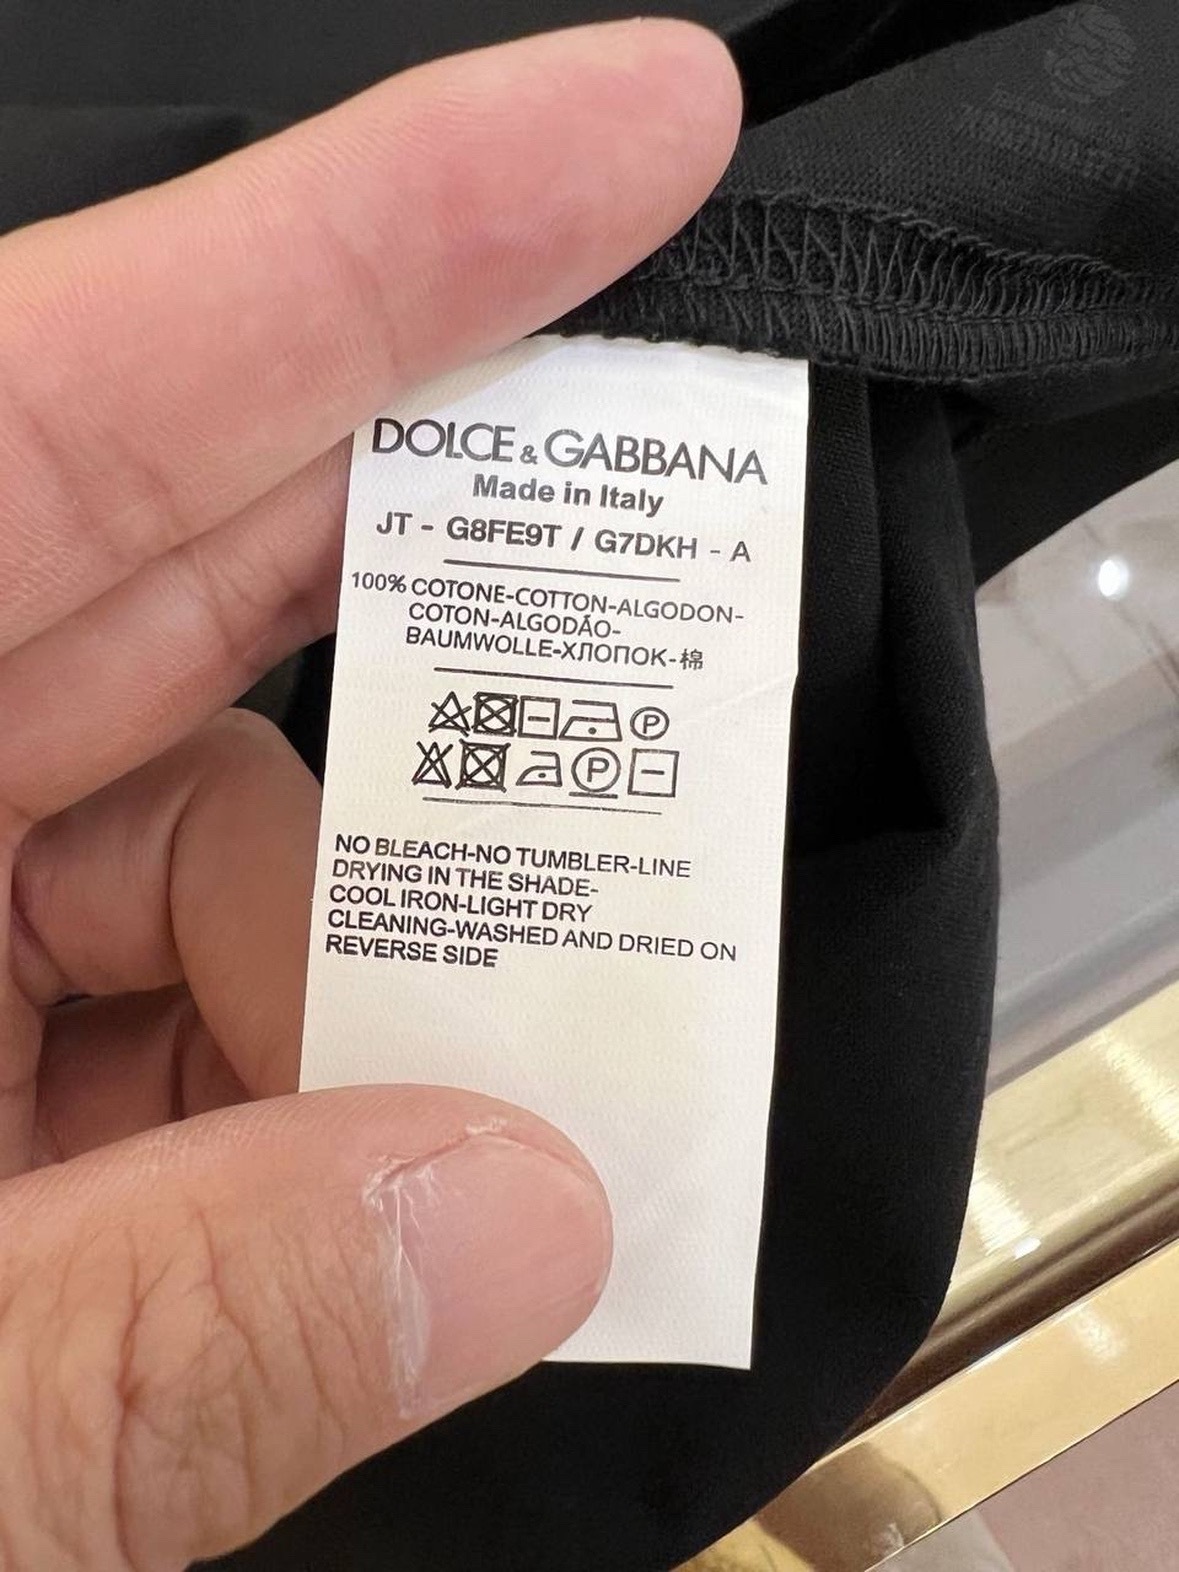 DOLCE & GABBANA
Made in Italy
JT - G8FE9T / G7DKH - A
100% COTONE-COTTON-ALGODON-
COTON-ALGODÃO-
BAUMWOLLE-ХЛОПОК-棉
P
P
NO BLEACH-NO TUMBLER-LINE
DRYING IN THE SHADE-
COOL IRON-LIGHT DRY
CLEANING-WASHED AND DRIED ON
REVERSE SIDE